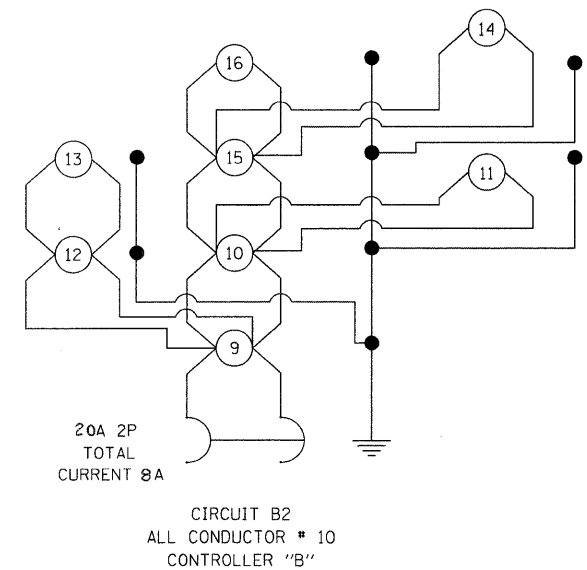 14
16
13
15
11
12
10
9
20A 2P
TOTAL
CURRENT 8A
CIRCUIT B2
ALL CONDUCTOR # 10
CONTROLLER "B"